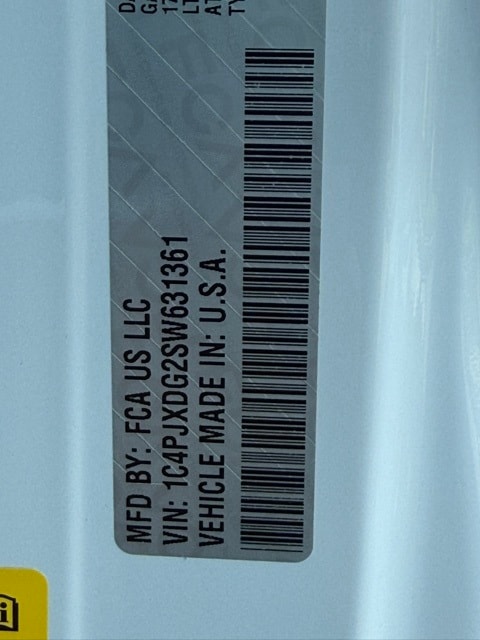 MFD BY: FCA US LLC
VIN: 1C4PJXDG2SW631361
VEHICLE MADE IN: U.S.A.